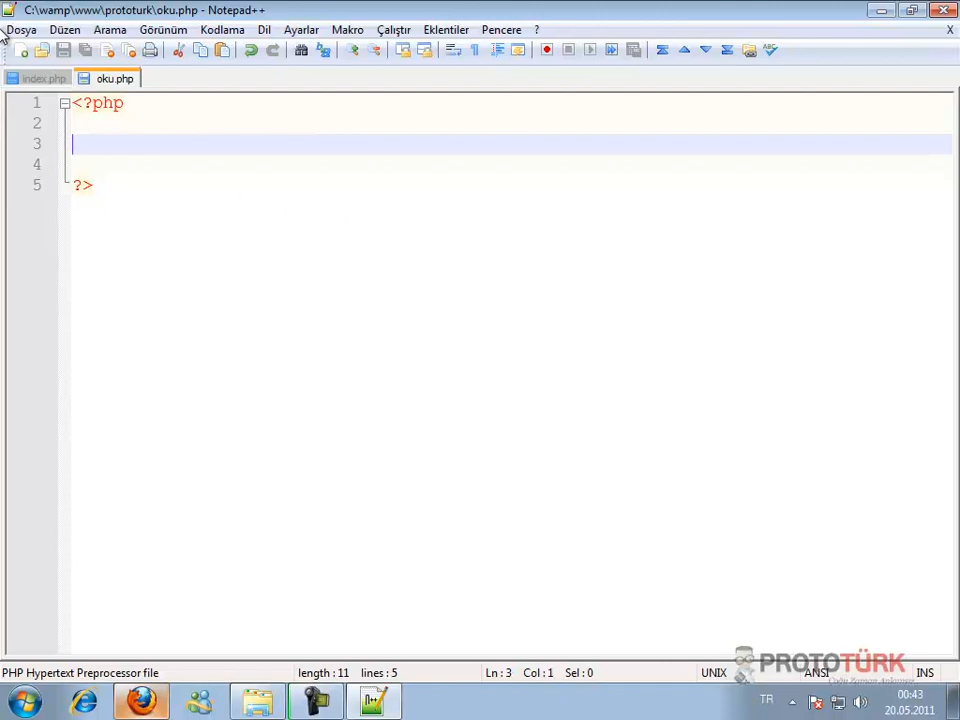 C:\wamp\www\prototurk\oku.php - Notepad++
Dosya Düzen Arama Görünüm Kodlama Dil Ayarlar Makro Çalıştır Eklentiler Pencere ? X
index.php oku.php
1 <?php
2
3
4
5 ?>
PROTOTÜRK
PHP Hypertext Preprocessor file length : 11 lines : 5 Ln : 3 Col : 1 Sel : 0 UNIX ANSI INS
TR 00:43
20.05.2011